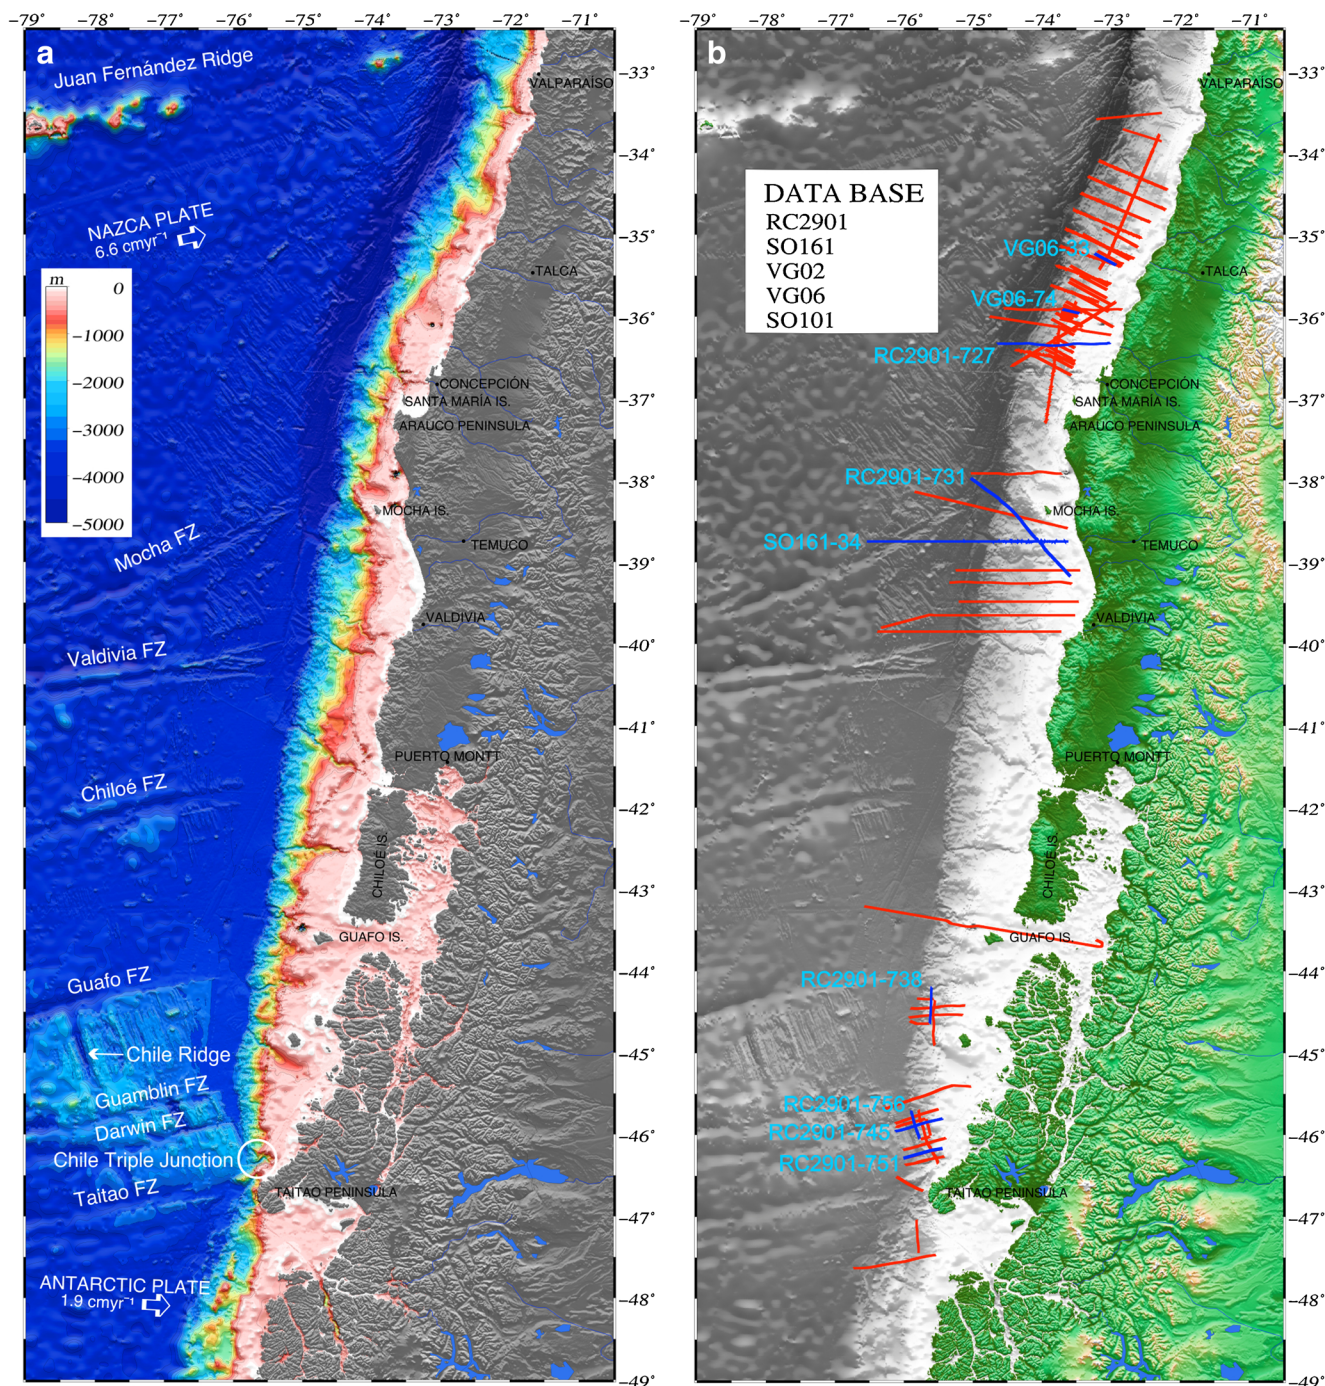 −79° −78° −77° −76° −75° −74° −73° −72° −71°
a
Juan Fernández Ridge
VALPARAÍSO
−33°
−34°
NAZCA PLATE
6.6 cmyr⁻¹
−35°
TALCA
m
0
−1000
−2000
−3000
−4000
−5000
−36°
CONCEPCIÓN
SANTA MARÍA IS.
−37°
ARAUCO PENINSULA
−38°
MOCHA IS.
Mocha FZ
TEMUCO
−39°
VALDIVIA
Valdivia FZ
−40°
−41°
PUERTO MONTT
Chiloé FZ
−42°
CHILOE IS.
−43°
GUAFO IS.
Guafo FZ
−44°
Chile Ridge
−45°
Guamblin FZ
Darwin FZ
−46°
Chile Triple Junction
Taitao FZ
TAITAO PENINSULA
−47°
ANTARCTIC PLATE
1.9 cmyr⁻¹
−48°
−49°
−79° −78° −77° −76° −75° −74° −73° −72° −71°
b
VALPARAÍSO
−33°
−34°
DATA BASE
RC2901
SO161
VG02
VG06
SO101
VG06-33
−35°
TALCA
VG06-74
−36°
RC2901-727
CONCEPCIÓN
SANTA MARÍA IS.
−37°
ARAUCO PENINSULA
RC2901-731
−38°
MOCHA IS.
SO161-34
TEMUCO
−39°
VALDIVIA
−40°
−41°
PUERTO MONTT
−42°
CHILOE IS.
−43°
GUAFO IS.
RC2901-738
−44°
−45°
RC2901-756
RC2901-745
−46°
RC2901-751
TAITAO PENINSULA
−47°
−48°
−49°